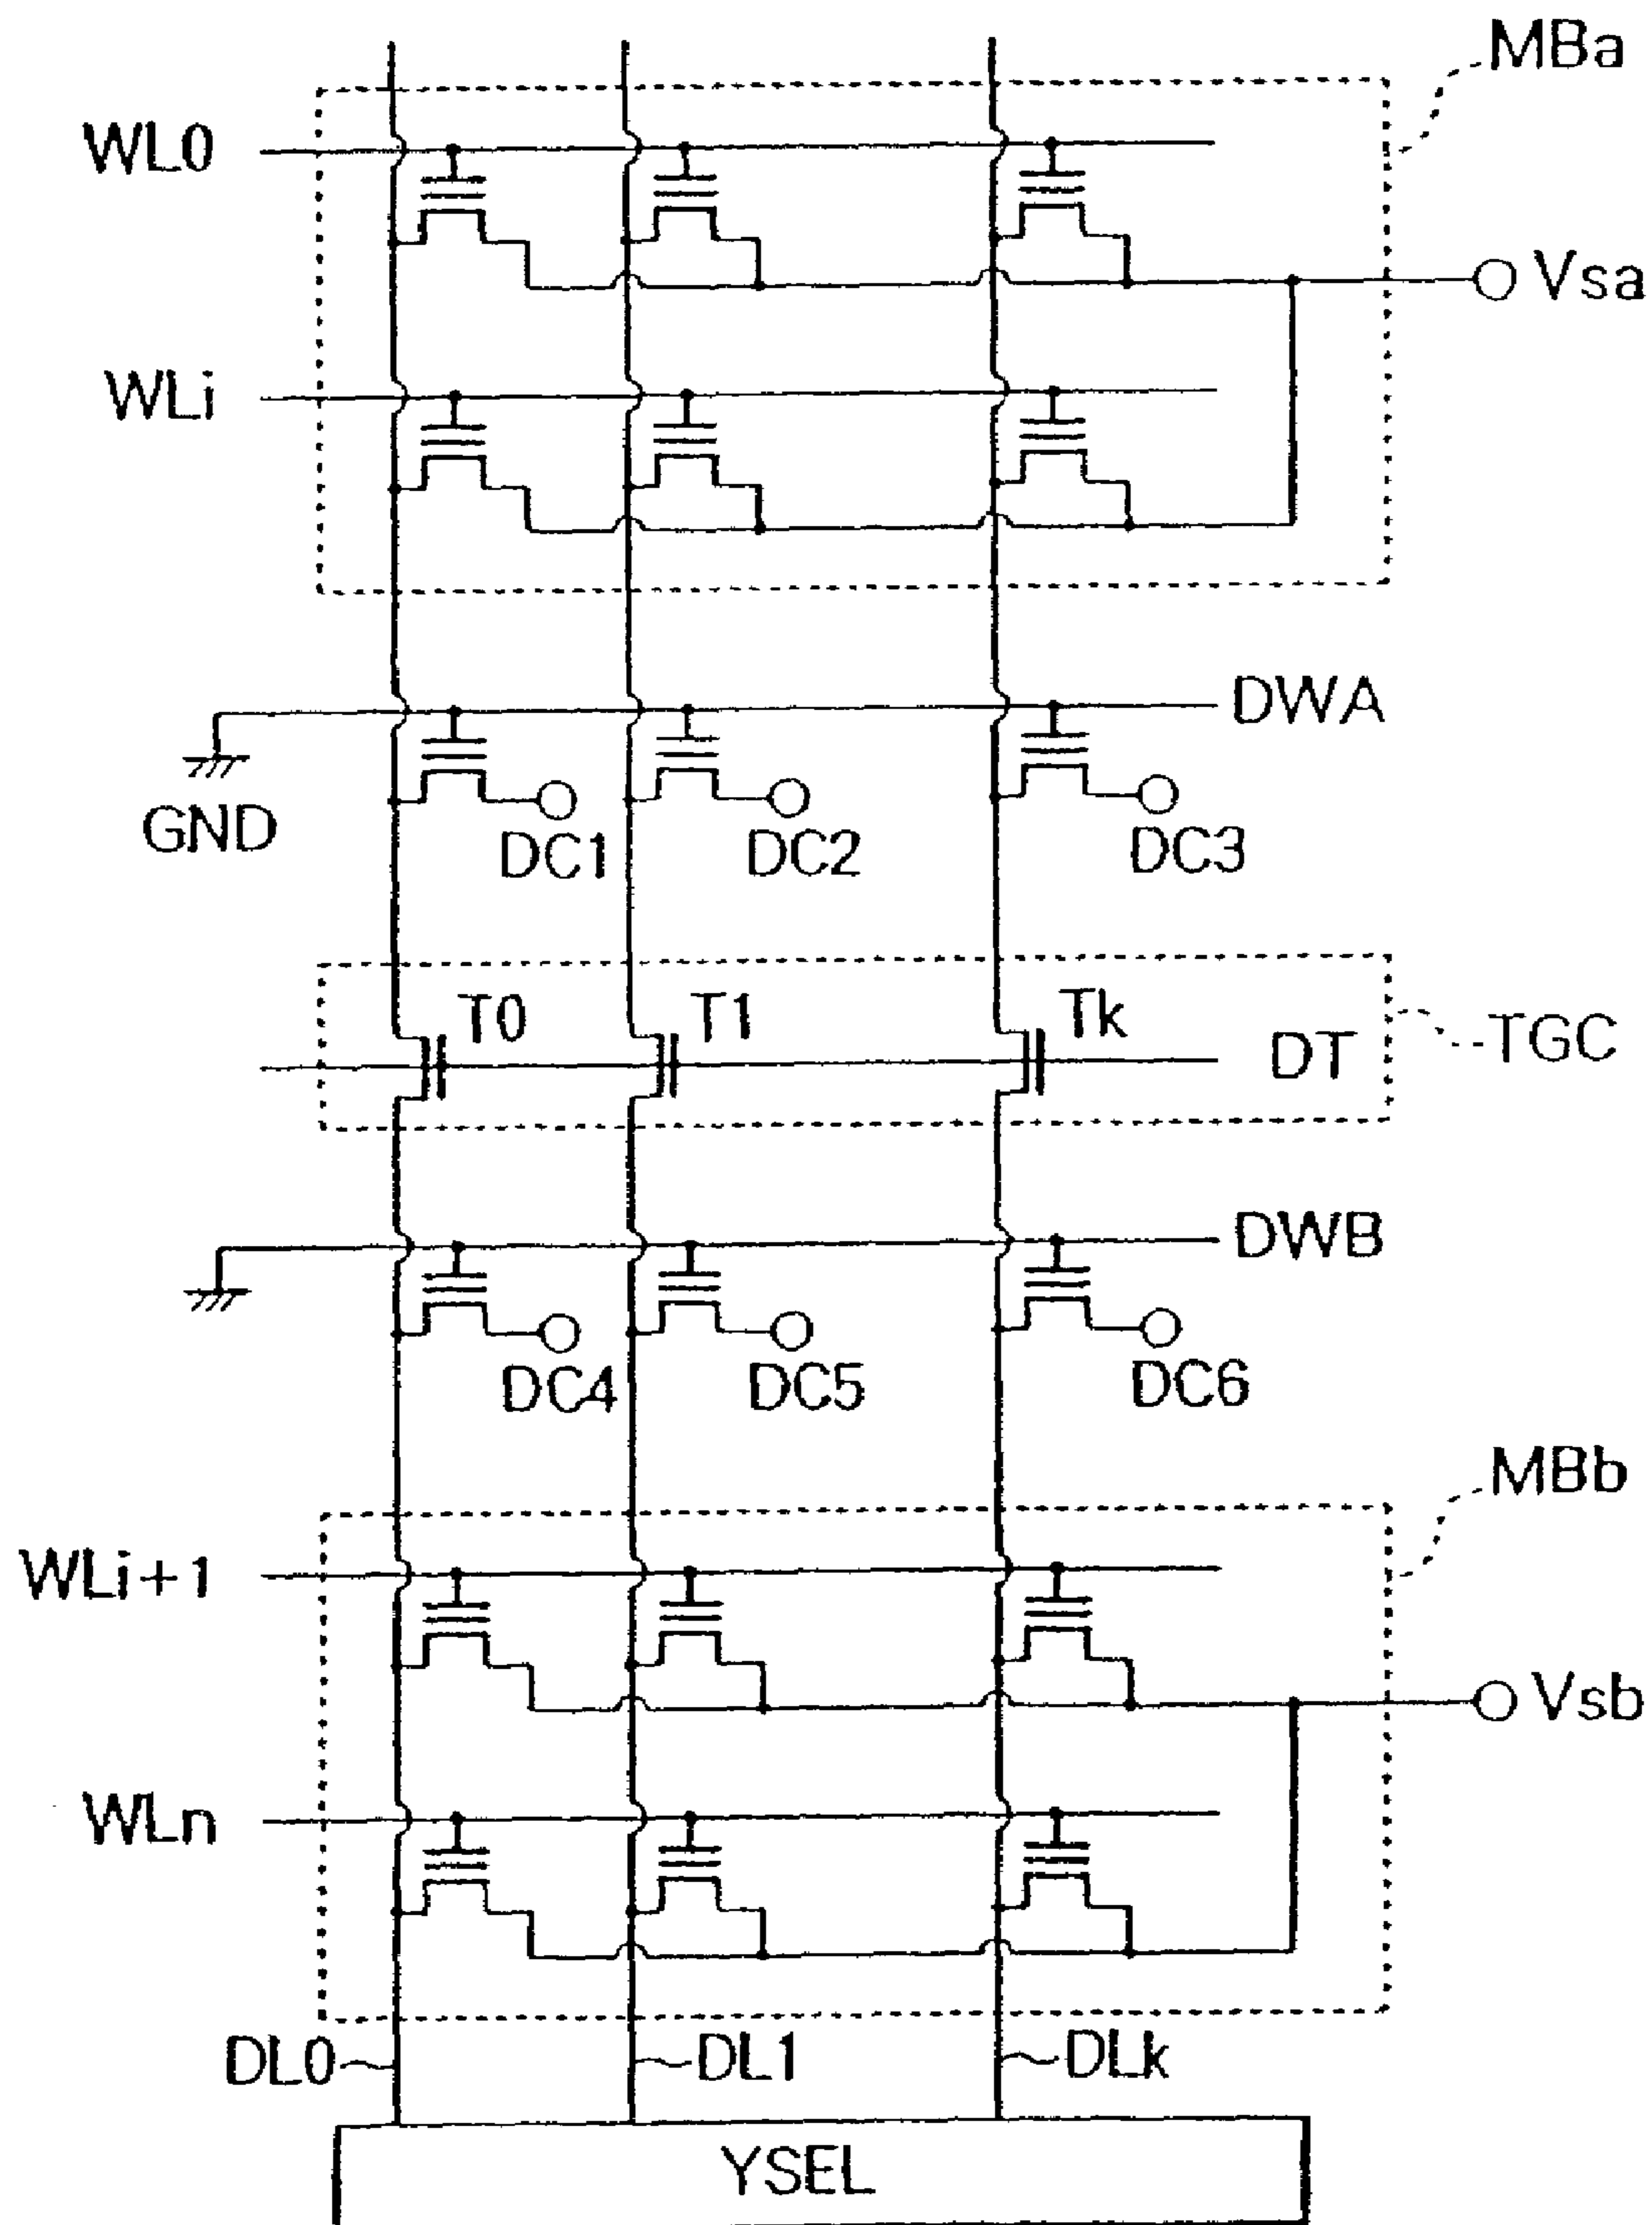 MBa
WL0
Vsa
WLi
DWA
GND
DC1
DC2
DC3
T0
T1
Tk
DT
TGC
DWB
DC4
DC5
DC6
MBb
WLi+1
Vsb
WLn
DL0
DL1
DLk
YSEL